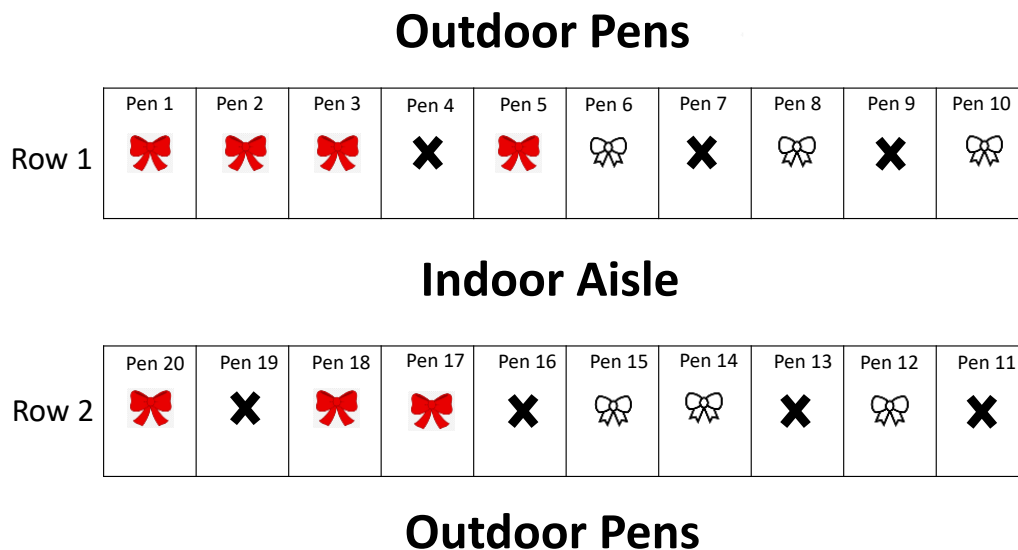 Outdoor Pens
Pen 1 Pen 2 Pen 3 Pen 4 Pen 5 Pen 6 Pen 7 Pen 8 Pen 9 Pen 10
Row 1
Indoor Aisle
Pen 20 Pen 19 Pen 18 Pen 17 Pen 16 Pen 15 Pen 14 Pen 13 Pen 12 Pen 11
Row 2
Outdoor Pens